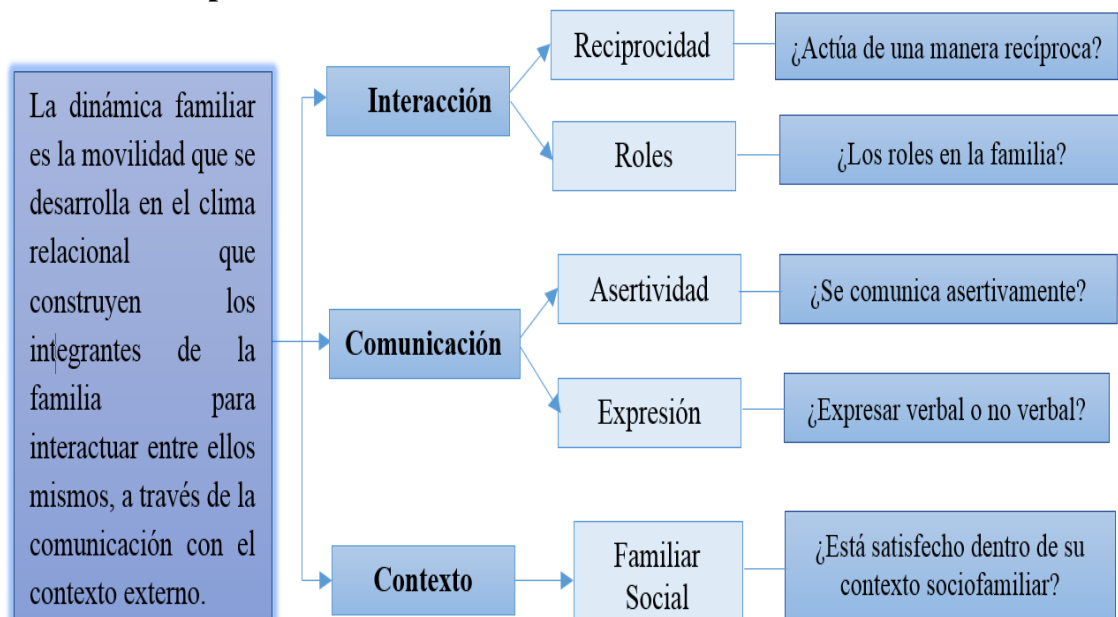 La dinámica familiar
es la movilidad que se
desarrolla en el clima
relacional que
construyen los
integrantes de la
familia para
interactuar entre ellos
mismos, a través de la
comunicación con el
contexto externo.
Interacción
Reciprocidad
¿Actúa de una manera recíproca?
Roles
¿Los roles en la familia?
Comunicación
Asertividad
¿Se comunica asertivamente?
Expresión
¿Expresar verbal o no verbal?
Contexto
Familiar
Social
¿Está satisfecho dentro de su
contexto sociofamiliar?